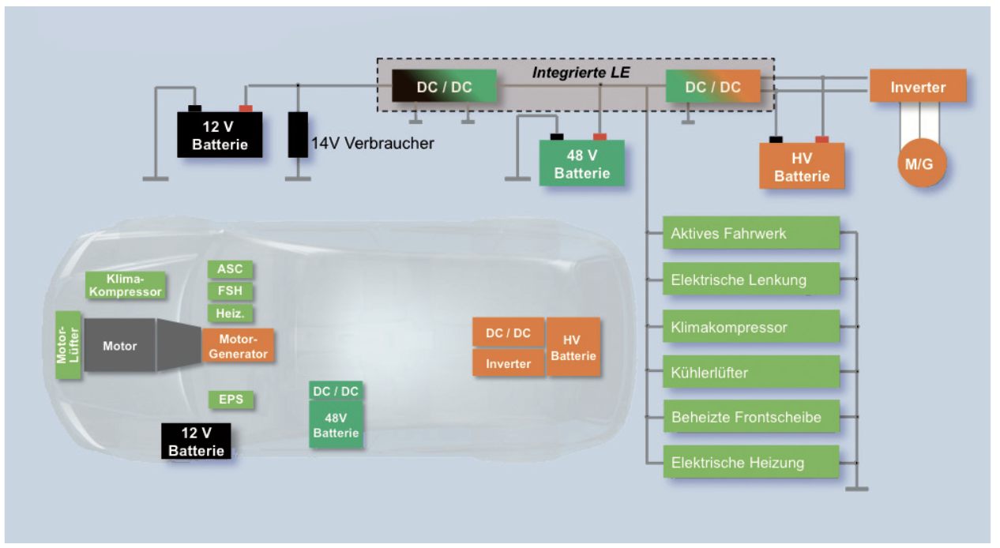 Integrierte LE
DC / DC
DC / DC
Inverter
12 V
Batterie
14V Verbraucher
48 V
Batterie
HV
Batterie
M/G
Aktives Fahrwerk
Elektrische Lenkung
Klimakompressor
Kühlerlüfter
Beheizte Frontscheibe
Elektrische Heizung
Klima-
Kompressor
ASC
FSH
Heiz.
Motor-
Lüfter
Motor
Motor-
Generator
EPS
12 V
Batterie
DC / DC
48V
Batterie
DC / DC
Inverter
HV
Batterie